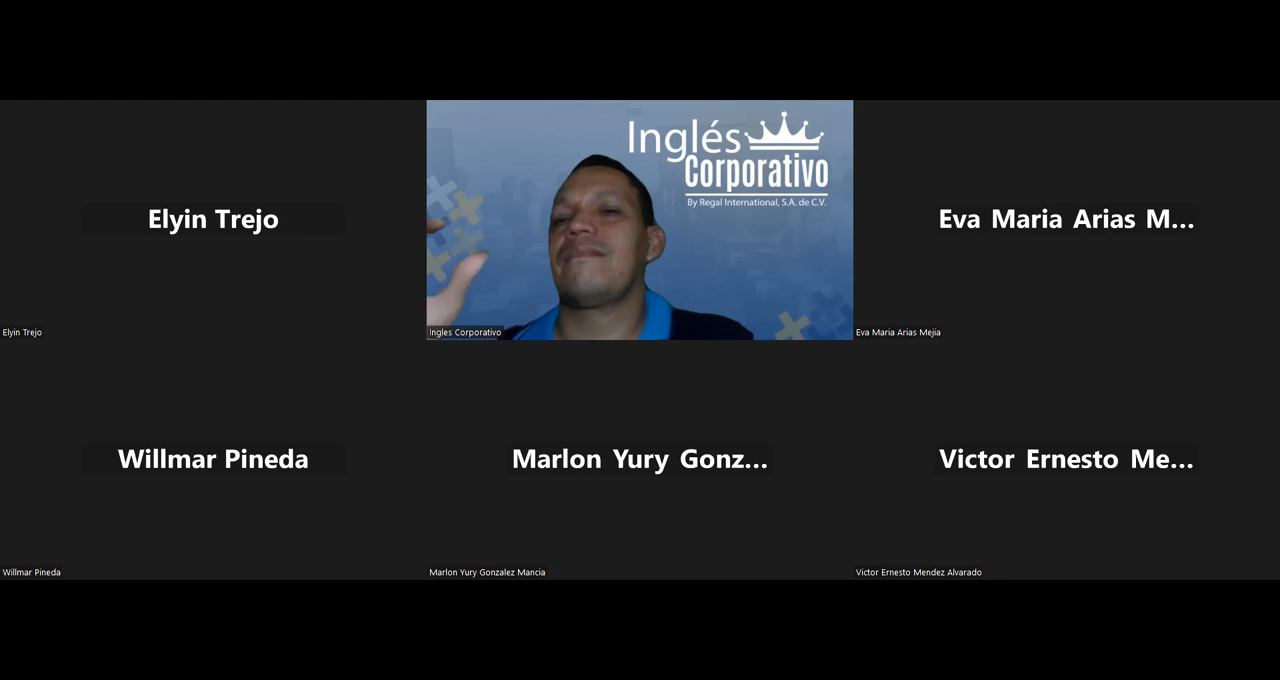 Elyin Trejo
Elyin Trejo
Inglés
Corporativo
By Regal International, S.A. de C.V.
Ingles Corporativo
Eva Maria Arias M...
Eva Maria Arias Mejia
Willmar Pineda
Willmar Pineda
Marlon Yury Gonz...
Marlon Yury Gonzalez Mancia
Victor Ernesto Me...
Victor Ernesto Mendez Alvarado